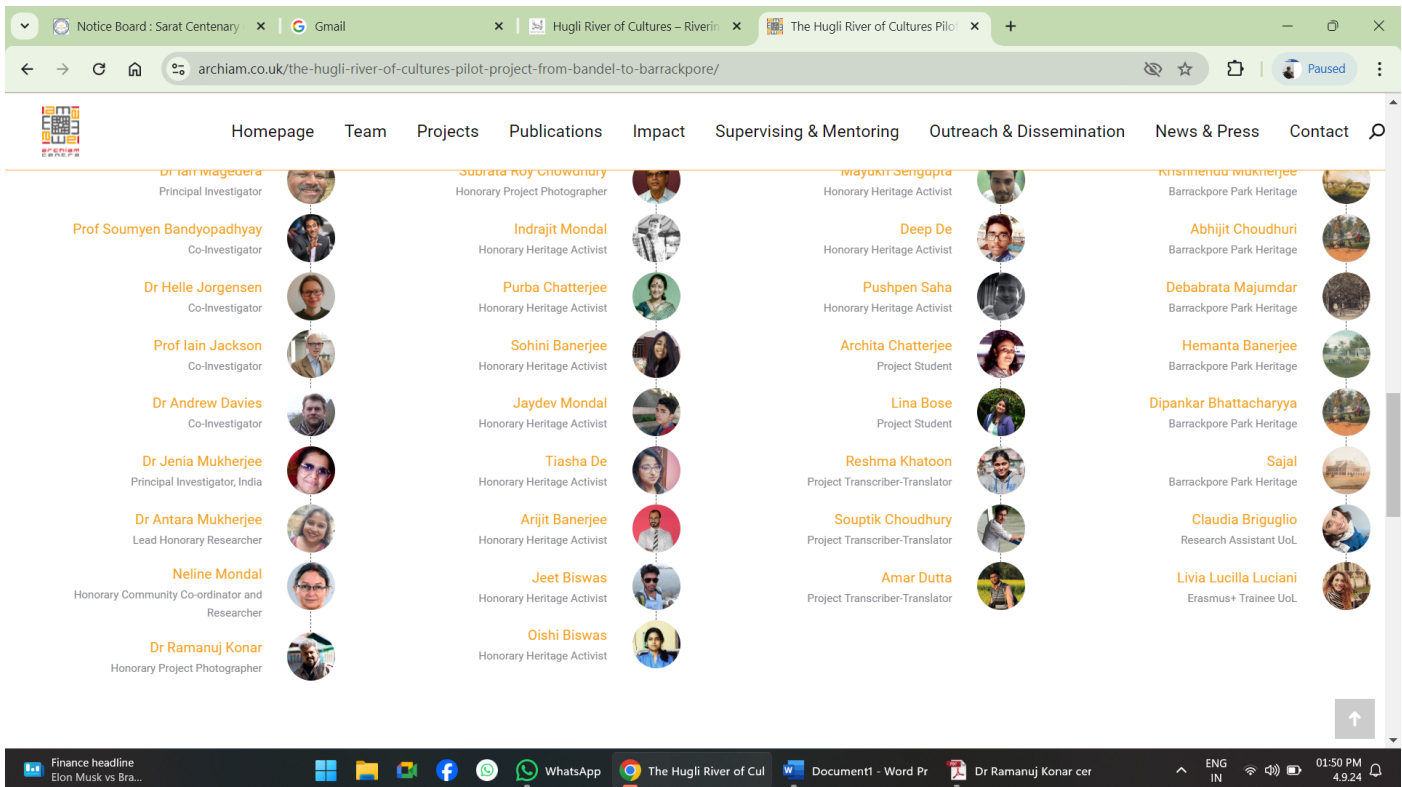 Notice Board : Sarat Centenary
Gmail
Hugli River of Cultures – Riverin
The Hugli River of Cultures Pilot
archiam.co.uk/the-hugli-river-of-cultures-pilot-project-from-bandel-to-barrackpore/
Paused
archiam
centre
Homepage
Team
Projects
Publications
Impact
Supervising & Mentoring
Outreach & Dissemination
News & Press
Contact
Dr Ian Magedera
Principal Investigator
Prof Soumyen Bandyopadhyay
Co-Investigator
Dr Helle Jorgensen
Co-Investigator
Prof Iain Jackson
Co-Investigator
Dr Andrew Davies
Co-Investigator
Dr Jenia Mukherjee
Principal Investigator, India
Dr Antara Mukherjee
Lead Honorary Researcher
Neline Mondal
Honorary Community Co-ordinator and
Researcher
Dr Ramanuj Konar
Honorary Project Photographer
Subrata Roy Chowdhury
Honorary Project Photographer
Indrajit Mondal
Honorary Heritage Activist
Purba Chatterjee
Honorary Heritage Activist
Sohini Banerjee
Honorary Heritage Activist
Jaydev Mondal
Honorary Heritage Activist
Tiasha De
Honorary Heritage Activist
Arijit Banerjee
Honorary Heritage Activist
Jeet Biswas
Honorary Heritage Activist
Oishi Biswas
Honorary Heritage Activist
Mayukh Sengupta
Honorary Heritage Activist
Deep De
Honorary Heritage Activist
Pushpen Saha
Honorary Heritage Activist
Archita Chatterjee
Project Student
Lina Bose
Project Student
Reshma Khatoon
Project Transcriber-Translator
Souptik Choudhury
Project Transcriber-Translator
Amar Dutta
Project Transcriber-Translator
Krishnendu Mukherjee
Barrackpore Park Heritage
Abhijit Choudhuri
Barrackpore Park Heritage
Debabrata Majumdar
Barrackpore Park Heritage
Hemanta Banerjee
Barrackpore Park Heritage
Dipankar Bhattacharyya
Barrackpore Park Heritage
Sajal
Barrackpore Park Heritage
Claudia Briguglio
Research Assistant UoL
Livia Lucilla Luciani
Erasmus+ Trainee UoL
Finance headline
Elon Musk vs Bra...
WhatsApp
The Hugli River of Cul
Document1 - Word Pr
Dr Ramanuj Konar cer
ENG
IN
01:50 PM
4.9.24